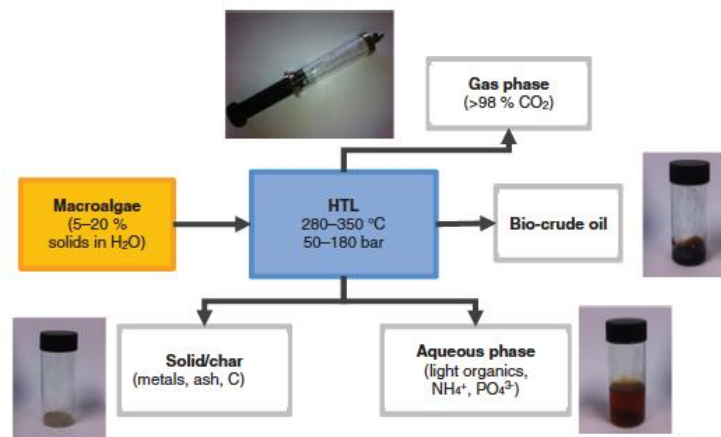 Gas phase
(>98 % CO₂)
Macroalgae
(5–20 %
solids in H₂O)
HTL
280–350 °C
50–180 bar
Bio-crude oil
Solid/char
(metals, ash, C)
Aqueous phase
(light organics,
NH₄⁺, PO₄³⁻)